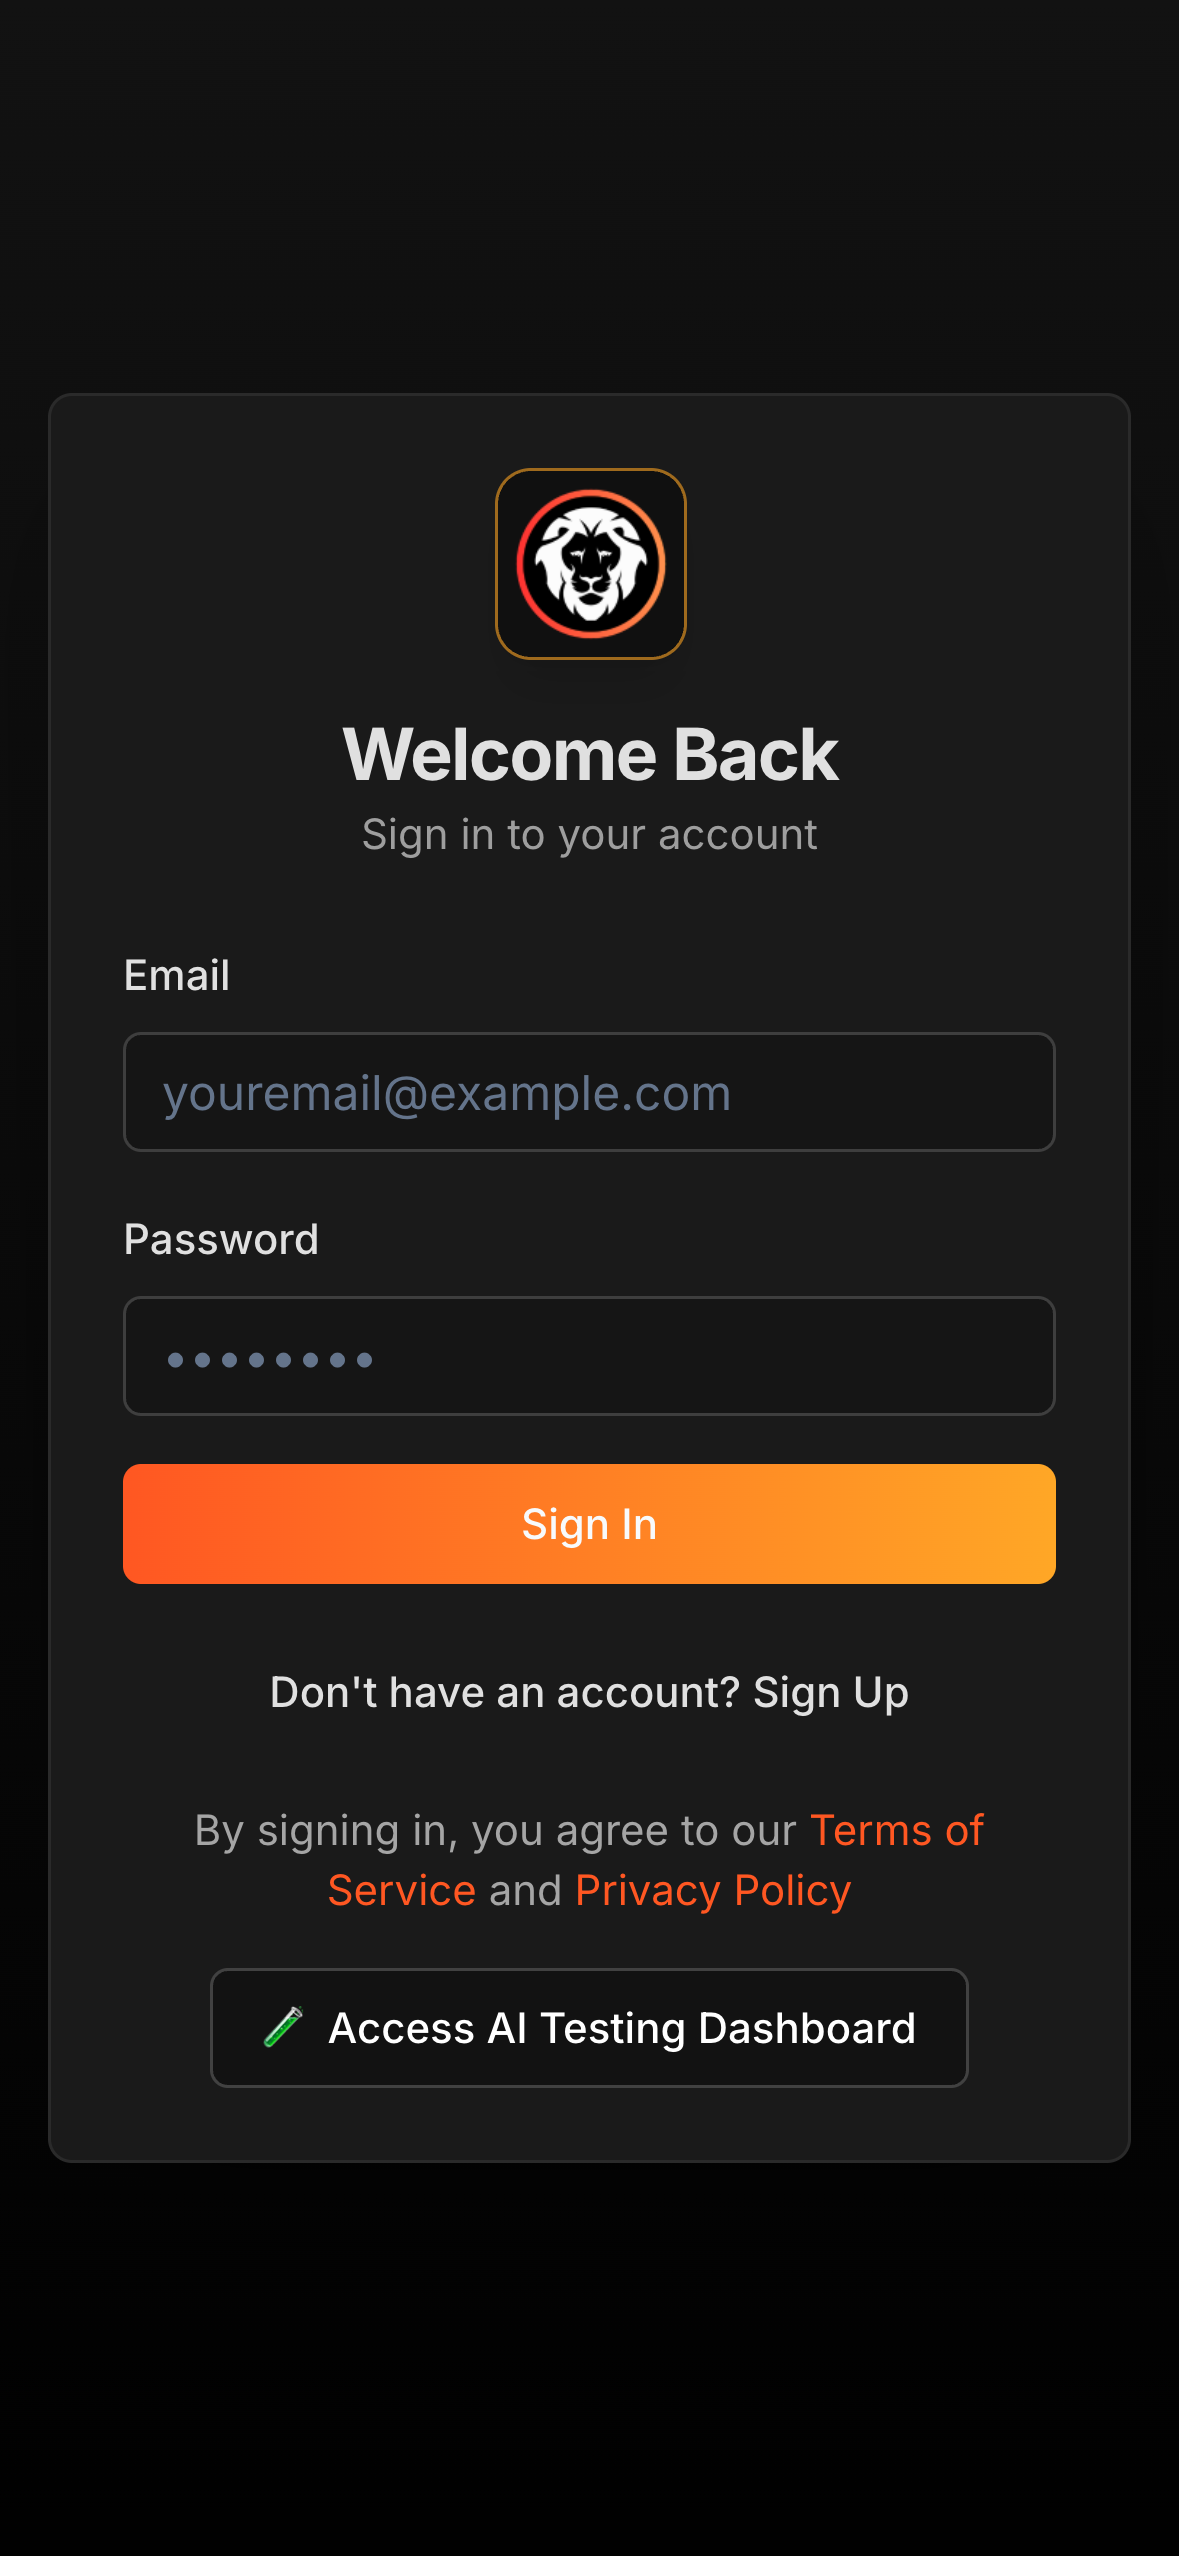 Welcome Back
Sign in to your account
Email
youremail@example.com
Password
••••••••
Sign In
Don't have an account? Sign Up
By signing in, you agree to our Terms of
Service and Privacy Policy
🧪 Access AI Testing Dashboard